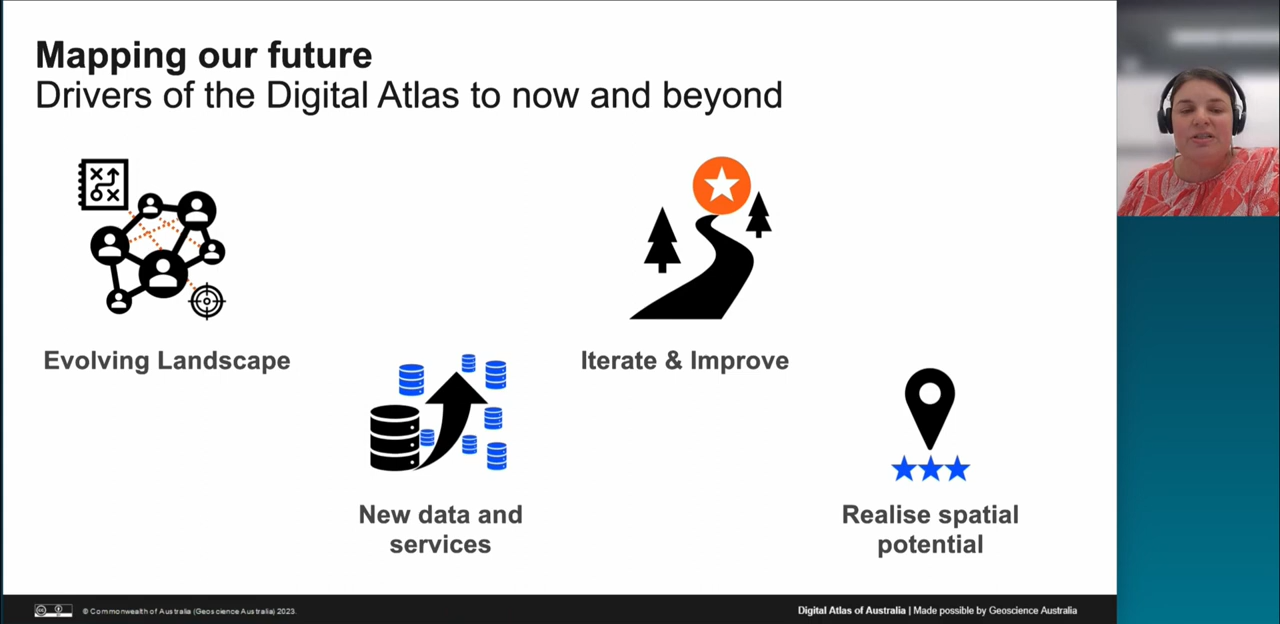 Mapping our future
Drivers of the Digital Atlas to now and beyond
Evolving Landscape
Iterate & Improve
New data and
services
Realise spatial
potential
© Commonwealth of Australia (Geoscience Australia) 2023.
Digital Atlas of Australia | Made possible by Geoscience Australia